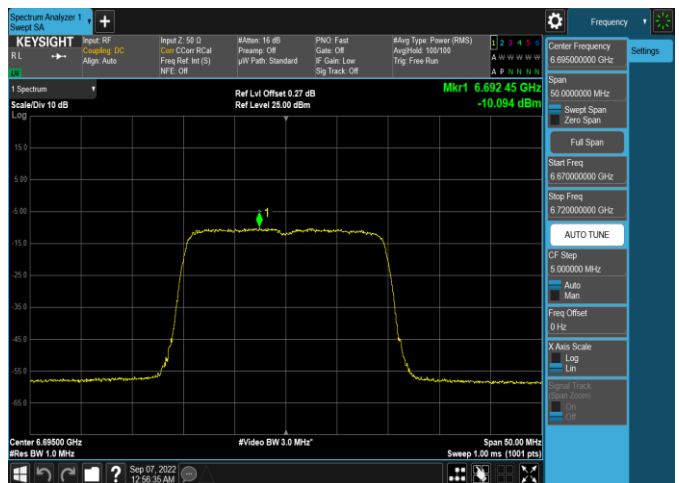 Spectrum Analyzer 1
Swept SA
Frequency
KEYSIGHT
RL
Input: RF
Coupling: DC
Align: Auto
Input Z: 50 Ω
Corr CCorr RCal
Freq Ref: Int (S)
NFE: Off
#Atten: 16 dB
Preamp: Off
µW Path: Standard
PNO: Fast
Gate: Off
IF Gain: Low
Sig Track: Off
#Avg Type: Power (RMS)
Avg|Hold: 100/100
Trig: Free Run
1 2 3 4 5 6
A W W W W W
A P N N N N
1 Spectrum
Scale/Div 10 dB
Log
Ref Lvl Offset 0.27 dB
Ref Level 25.00 dBm
Mkr1 6.692 45 GHz
-10.094 dBm
15.0
5.00
-5.00
-15.0
-25.0
-35.0
-45.0
-55.0
-65.0
1
Center 6.69500 GHz
#Res BW 1.0 MHz
#Video BW 3.0 MHz*
Span 50.00 MHz
Sweep 1.00 ms (1001 pts)
Sep 07, 2022
12:56:35 AM
Center Frequency
6.695000000 GHz
Settings
Span
50.0000000 MHz
Swept Span
Zero Span
Full Span
Start Freq
6.670000000 GHz
Stop Freq
6.720000000 GHz
AUTO TUNE
CF Step
5.000000 MHz
Auto
Man
Freq Offset
0 Hz
X Axis Scale
Log
Lin
Signal Track
(Span Zoom)
On
Off